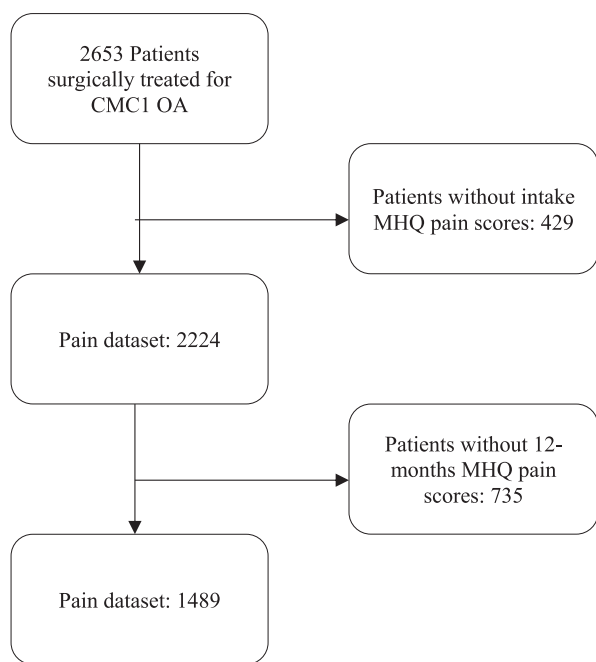 2653 Patients
surgically treated for
CMC1 OA
Patients without intake
MHQ pain scores: 429
Pain dataset: 2224
Patients without 12-
months MHQ pain
scores: 735
Pain dataset: 1489